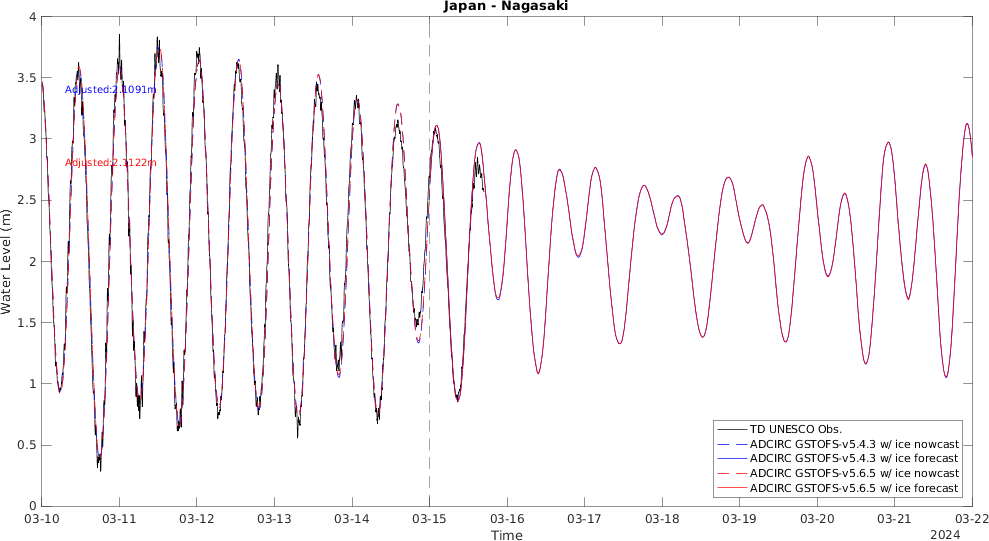 Japan - Nagasaki
Water Level (m)
4
3.5
3
2.5
2
1.5
1
0.5
0
Adjusted:2.1091m
Adjusted:2.1122m
TD UNESCO Obs.
ADCIRC GSTOFS-v5.4.3 w/ ice nowcast
ADCIRC GSTOFS-v5.4.3 w/ ice forecast
ADCIRC GSTOFS-v5.6.5 w/ ice nowcast
ADCIRC GSTOFS-v5.6.5 w/ ice forecast
03-10 03-11 03-12 03-13 03-14 03-15 03-16 03-17 03-18 03-19 03-20 03-21 03-22
Time
2024